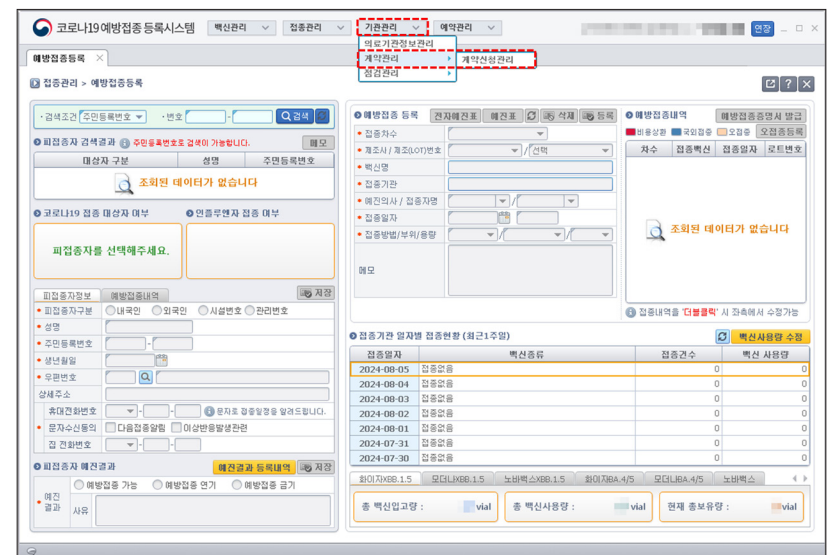 코로나19예방접종등록시스템 백신관리 접종관리 기관관리 예약관리 연장
의료기관정보관리
계약관리 계약신청관리
점검관리
예방접종등록
접종관리 > 예방접종등록
검색조건 주민등록번호 번호 - 검색
피접종자 검색결과 주민등록번호로 검색이 가능합니다. 메모
대상자 구분 성명 주민등록번호
조회된 데이터가 없습니다
코로나19 접종 대상자 여부 인플루엔자 접종 여부
피접종자를 선택해주세요.
피접종자정보 예방접종내역 저장
피접종자구분 내국인 외국인 시설번호 관리번호
성명
주민등록번호 -
생년월일
우편번호
상세주소
휴대전화번호 - - 문자로 접종일정을 알려드립니다.
문자수신동의 다음접종알림 이상반응발생관련
집 전화번호 - -
피접종자 예진결과 예진결과 등록내역 저장
예진결과 예방접종 가능 예방접종 연기 예방접종 금기
사유
예방접종 등록 전자예진표 예진표 삭제 등록
접종차수
제조사 / 제조(LOT)번호 / 선택
백신명
접종기관
예진의사 / 접종자명 /
접종일자
접종방법/부위/용량 / /
메모
예방접종내역 예방접종증명서 발급
비용상환 국외접종 오접종 오접종등록
차수 접종백신 접종일자 로트번호
조회된 데이터가 없습니다
접종내역을 '더블클릭' 시 좌측에서 수정가능
접종기관 일자별 접종현황 (최근1주일) 백신사용량 수정
접종일자 백신종류 접종건수 백신 사용량
2024-08-05 접종없음 0 0
2024-08-04 접종없음 0 0
2024-08-03 접종없음 0 0
2024-08-02 접종없음 0 0
2024-08-01 접종없음 0 0
2024-07-31 접종없음 0 0
2024-07-30 접종없음 0 0
화이자XBB.1.5 모더나XBB.1.5 노바백스XBB.1.5 화이자BA.4/5 모더나BA.4/5 노바백스
총 백신입고량 : vial 총 백신사용량 : vial 현재 총보유량 : vial